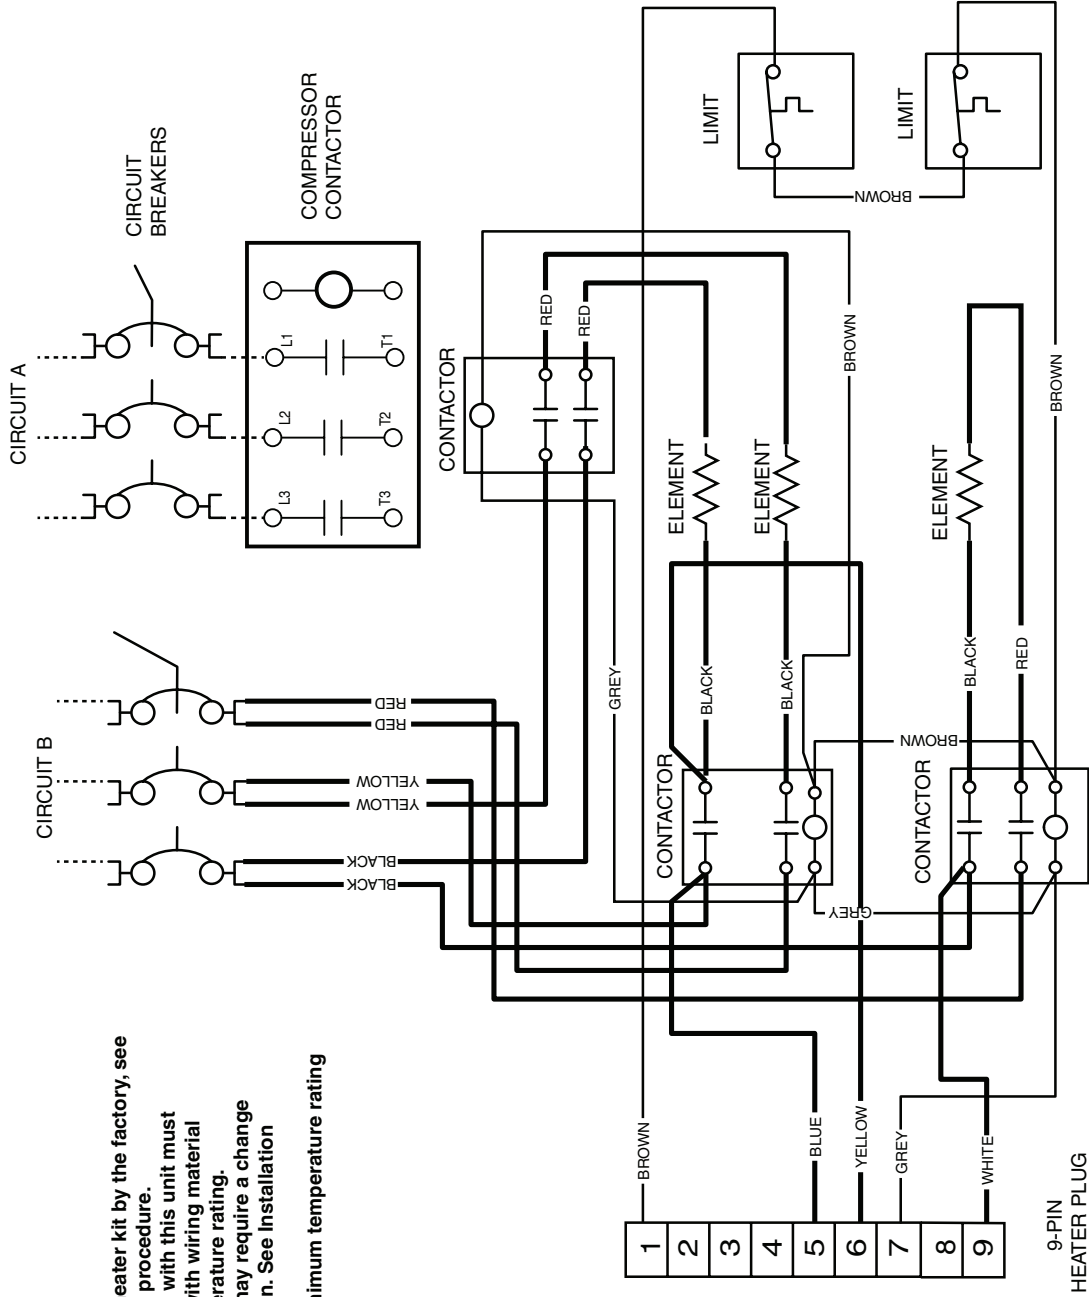 eater kit by the factory, see
procedure.
with this unit must
with wiring material
erature rating.
may require a change
n. See Installation
nimum temperature rating
CIRCUIT A
CIRCUIT
BREAKERS
COMPRESSOR
CONTACTOR
L1
T1
L2
T2
L3
T3
CIRCUIT B
RED
RED
YELLOW
YELLOW
BLACK
BLACK
CONTACTOR
RED
RED
LIMIT
LIMIT
BROWN
BROWN
BROWN
GREY
ELEMENT
ELEMENT
ELEMENT
BLACK
BLACK
BLACK
RED
CONTACTOR
BROWN
CONTACTOR
GREY
BROWN
BLUE
YELLOW
GREY
WHITE
1
2
3
4
5
6
7
8
9
9-PIN
HEATER PLUG